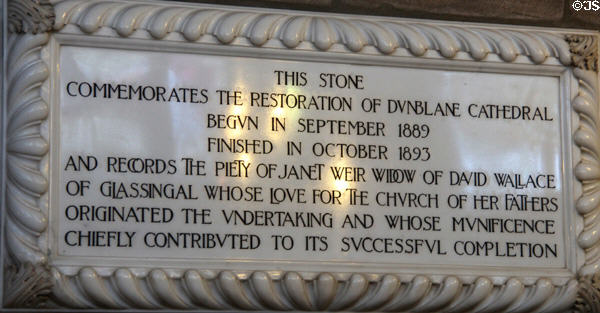 ©JS
THIS STONE
COMMEMORATES THE RESTORATION OF DVNBLANE CATHEDRAL
BEGVN IN SEPTEMBER 1889
FINISHED IN OCTOBER 1893
AND RECORDS THE PIETY OF JANET WEIR WIDOW OF DAVID WALLACE
OF GLASSINGAL WHOSE LOVE FOR THE CHVRCH OF HER FATHERS
ORIGINATED THE VNDERTAKING AND WHOSE MVNIFICENCE
CHIEFLY CONTRIBVTED TO ITS SVCCESSFVL COMPLETION